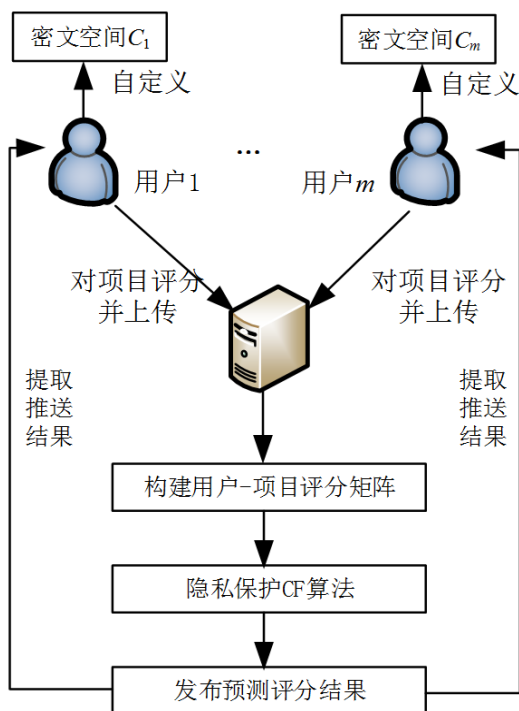 密文空间C1
密文空间Cm
自定义
自定义
...
用户1
用户m
对项目评分
并上传
对项目评分
并上传
提取
推送
结果
提取
推送
结果
构建用户-项目评分矩阵
隐私保护CF算法
发布预测评分结果